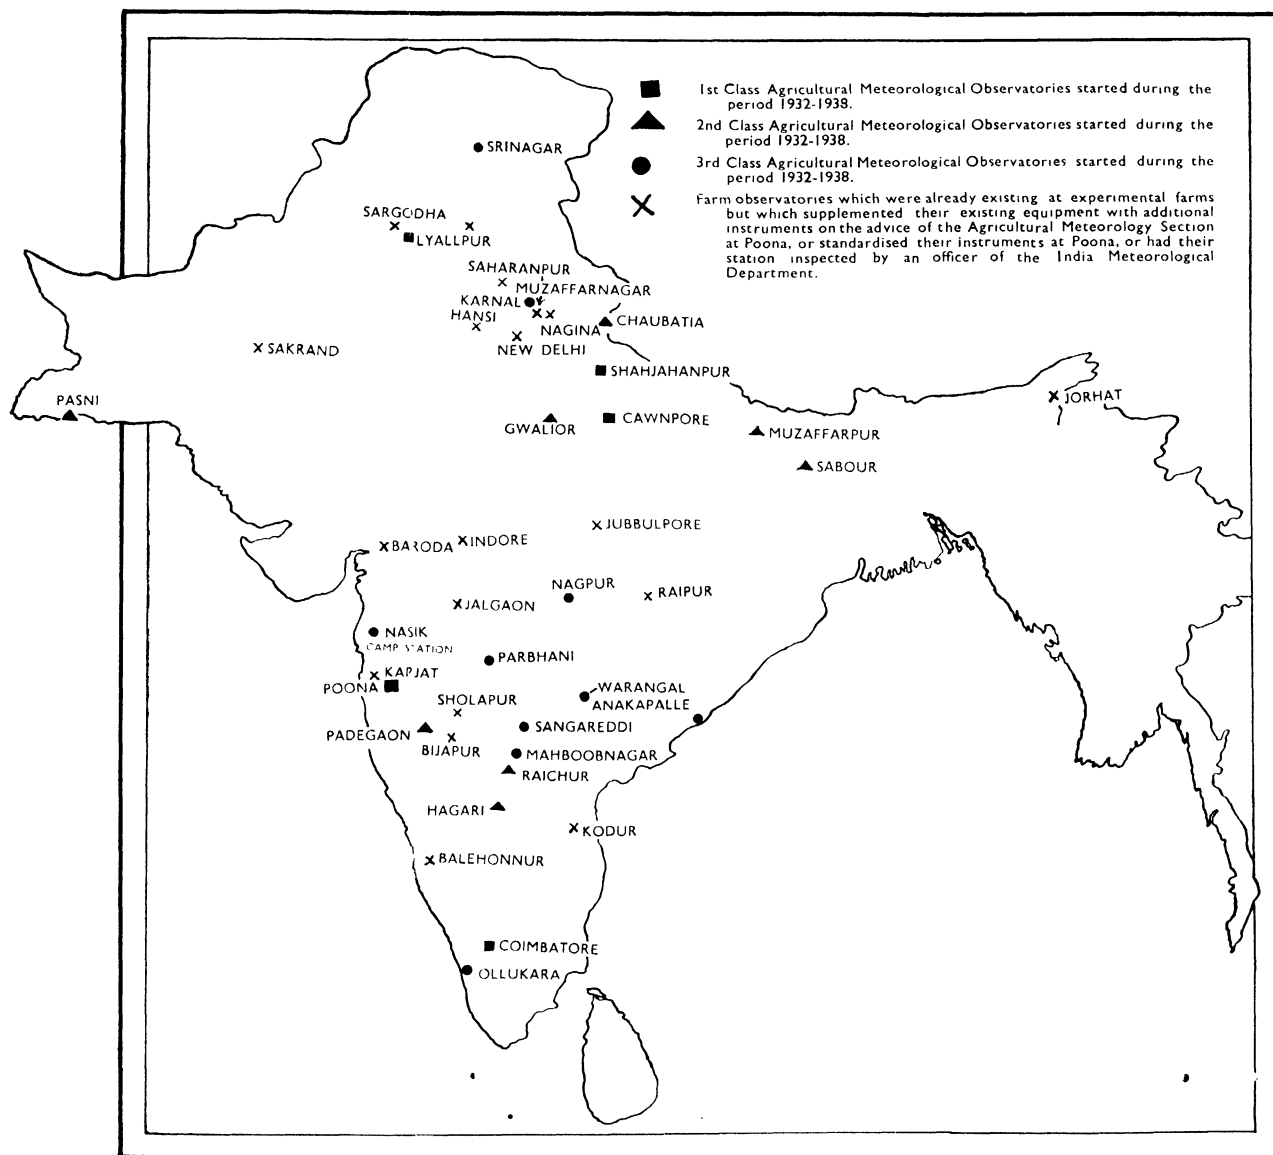 1st Class Agricultural Meteorological Observatories started during the
period 1932-1938.
2nd Class Agricultural Meteorological Observatories started during the
period 1932-1938.
3rd Class Agricultural Meteorological Observatories started during the
period 1932-1938.
Farm observatories which were already existing at experimental farms
but which supplemented their existing equipment with additional
instruments on the advice of the Agricultural Meteorology Section
at Poona, or standardised their instruments at Poona, or had their
station inspected by an officer of the India Meteorological
Department.
SRINAGAR
SARGODHA
LYALLPUR
SAHARANPUR
MUZAFFARNAGAR
KARNAL
HANSI
NAGINA
CHAUBATIA
NEW DELHI
SAKRAND
SHAHJAHANPUR
PASNI
JORHAT
GWALIOR
CAWNPORE
MUZAFFARPUR
SABOUR
JUBBULPORE
BARODA
INDORE
NAGPUR
RAIPUR
JALGAON
NASIK
CAMP STATION
PARBHANI
KARJAT
POONA
WARANGAL
SHOLAPUR
ANAKAPALLE
PADEGAON
SANGAREDDI
BIJAPUR
MAHBOOBNAGAR
RAICHUR
HAGARI
KODUR
BALEHONNUR
COIMBATORE
OLLUKARA